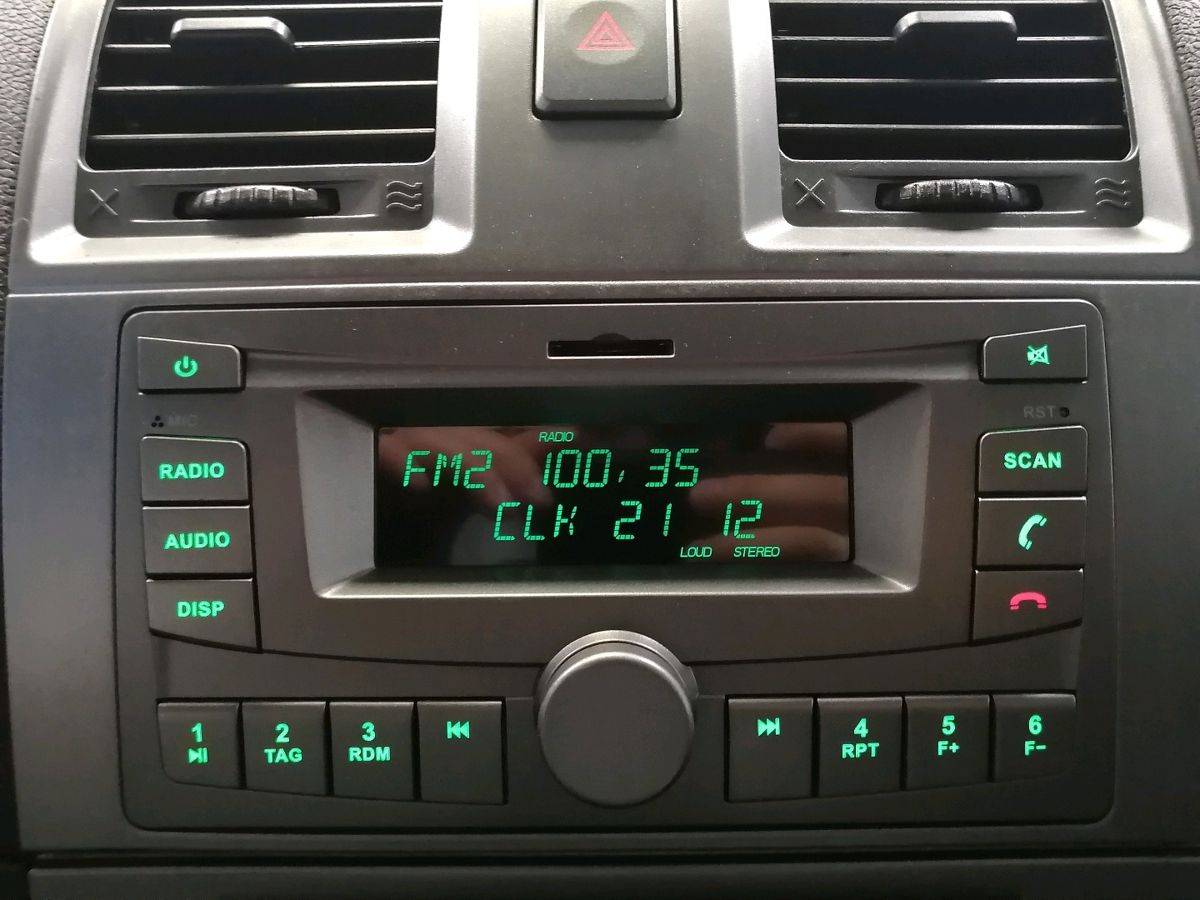 MIC
RST
RADIO
RADIO
FM2 100.35
SCAN
CLK 21 12
AUDIO
LOUD STEREO
DISP
1
2 TAG
3 RDM
4 RPT
5 F+
6 F-